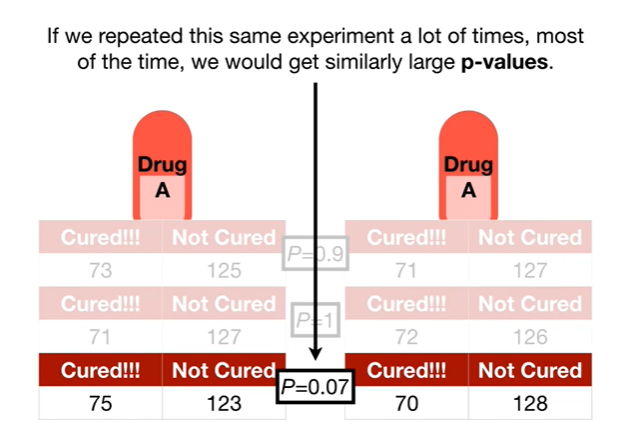 If we repeated this same experiment a lot of times, most
of the time, we would get similarly large p-values.
Drug
A
Drug
A
Cured!!! Not Cured P=0.9 Cured!!! Not Cured
73 125 71 127
Cured!!! Not Cured P=1 Cured!!! Not Cured
71 127 72 126
Cured!!! Not Cured P=0.07 Cured!!! Not Cured
75 123 70 128